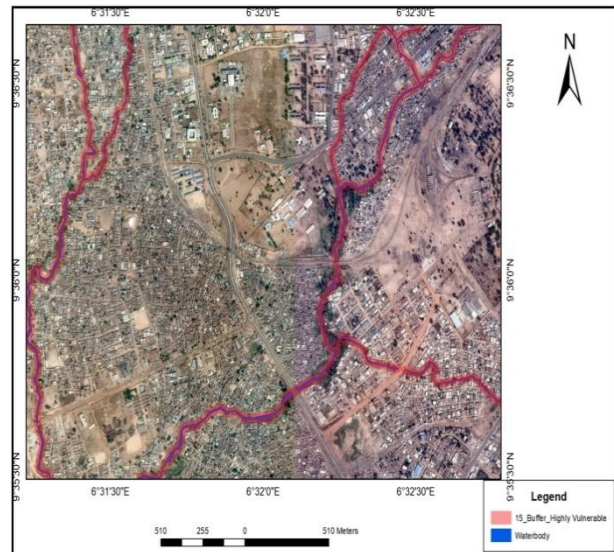 6°31'30"E 6°32'0"E 6°32'30"E
N
9°36'30"N 9°36'30"N
9°36'0"N 9°36'0"N
9°35'30"N 9°35'30"N
6°31'30"E 6°32'0"E 6°32'30"E
510 255 0 510 Meters
Legend
15_Buffer_Highly Vulnerable
Waterbody